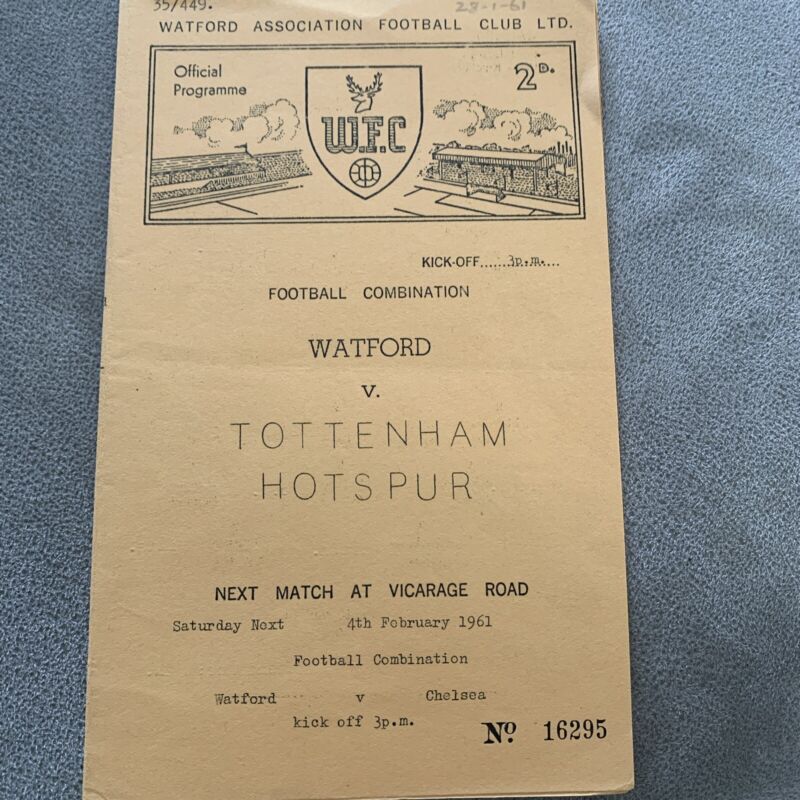 35/449.
28-1-61
WATFORD ASSOCIATION FOOTBALL CLUB LTD.
Official
Programme
2D.
W.F.C
KICK-OFF......3p.m....
FOOTBALL COMBINATION
WATFORD
v.
TOTTENHAM
HOTSPUR
NEXT MATCH AT VICARAGE ROAD
Saturday Next 4th February 1961
Football Combination
Watford v Chelsea
kick off 3p.m.
No 16295